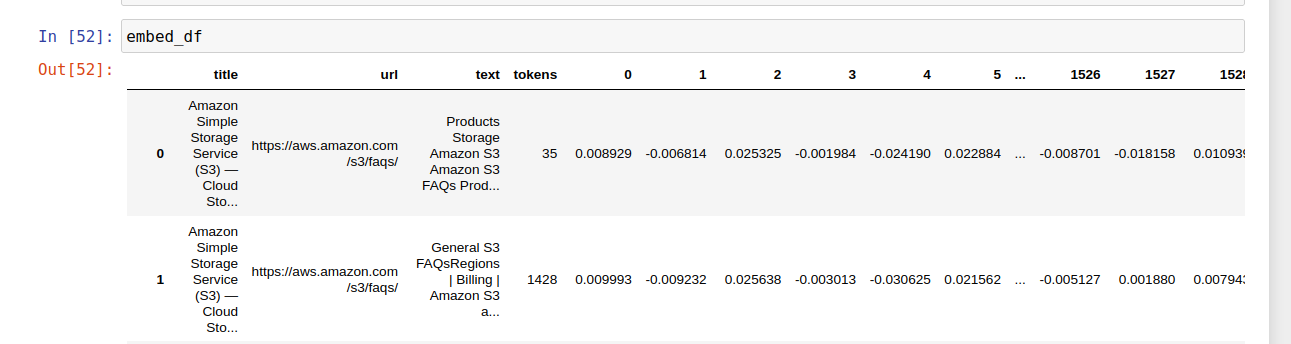 In [52]: embed_df
Out[52]:
title url text tokens 0 1 2 3 4 5 ... 1526 1527 1528
0
Amazon
Simple
Storage
Service
(S3) —
Cloud
Sto...
https://aws.amazon.com
/s3/faqs/
Products
Storage
Amazon S3
Amazon S3
FAQs Prod...
35 0.008929 -0.006814 0.025325 -0.001984 -0.024190 0.022884 ... -0.008701 -0.018158 0.010939
1
Amazon
Simple
Storage
Service
(S3) —
Cloud
Sto...
https://aws.amazon.com
/s3/faqs/
General S3
FAQsRegions
| Billing |
Amazon S3
a...
1428 0.009993 -0.009232 0.025638 -0.003013 -0.030625 0.021562 ... -0.005127 0.001880 0.007943